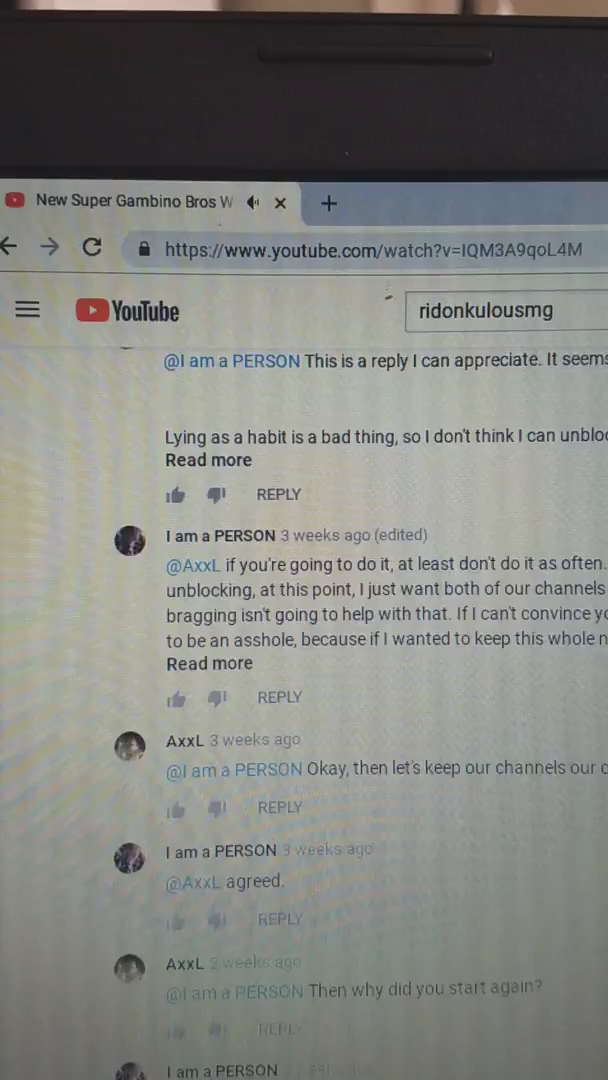 New Super Gambino Bros W
https://www.youtube.com/watch?v=IQM3A9qoL4M
YouTube
ridonkulousmg
@I am a PERSON This is a reply I can appreciate. It seems
Lying as a habit is a bad thing, so I don't think I can unblo
Read more
REPLY
I am a PERSON 3 weeks ago (edited)
@AxxL if you're going to do it, at least don't do it as often.
unblocking, at this point, I just want both of our channels
bragging isn't going to help with that. If I can't convince yo
to be an asshole, because if I wanted to keep this whole n
Read more
REPLY
AxxL 3 weeks ago
@I am a PERSON Okay, then let's keep our channels our o
REPLY
I am a PERSON 3 weeks ago
@AxxL agreed.
REPLY
AxxL 2 weeks ago
@I am a PERSON Then why did you start again?
REPLY
I am a PERSON